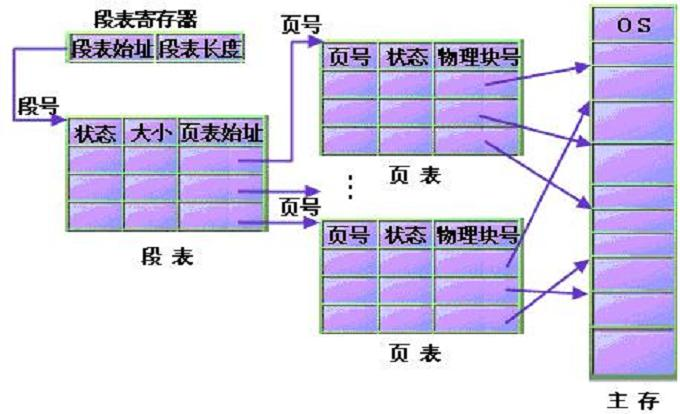 段表寄存器
段表始址 段表长度
段号
状态 大小 页表始址
段 表
页号
页号 状态 物理块号
页 表
⋮
页号
页号 状态 物理块号
页 表
OS
主 存